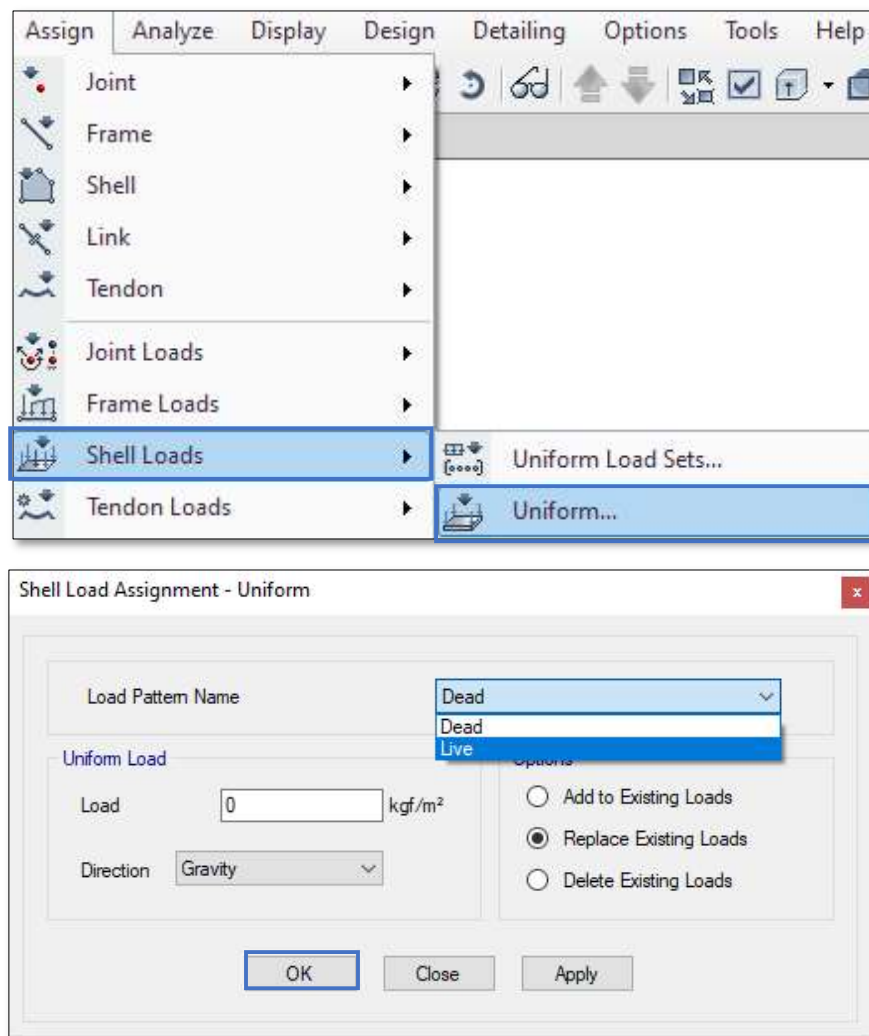 Assign Analyze Display Design Detailing Options Tools Help
Joint
Frame
Shell
Link
Tendon
Joint Loads
Frame Loads
Shell Loads
Uniform Load Sets...
Tendon Loads
Uniform...
Shell Load Assignment - Uniform
x
Load Pattern Name
Dead
Dead
Live
Uniform Load
Options
Load
0
kgf/m²
Add to Existing Loads
Replace Existing Loads
Direction
Gravity
Delete Existing Loads
OK
Close
Apply